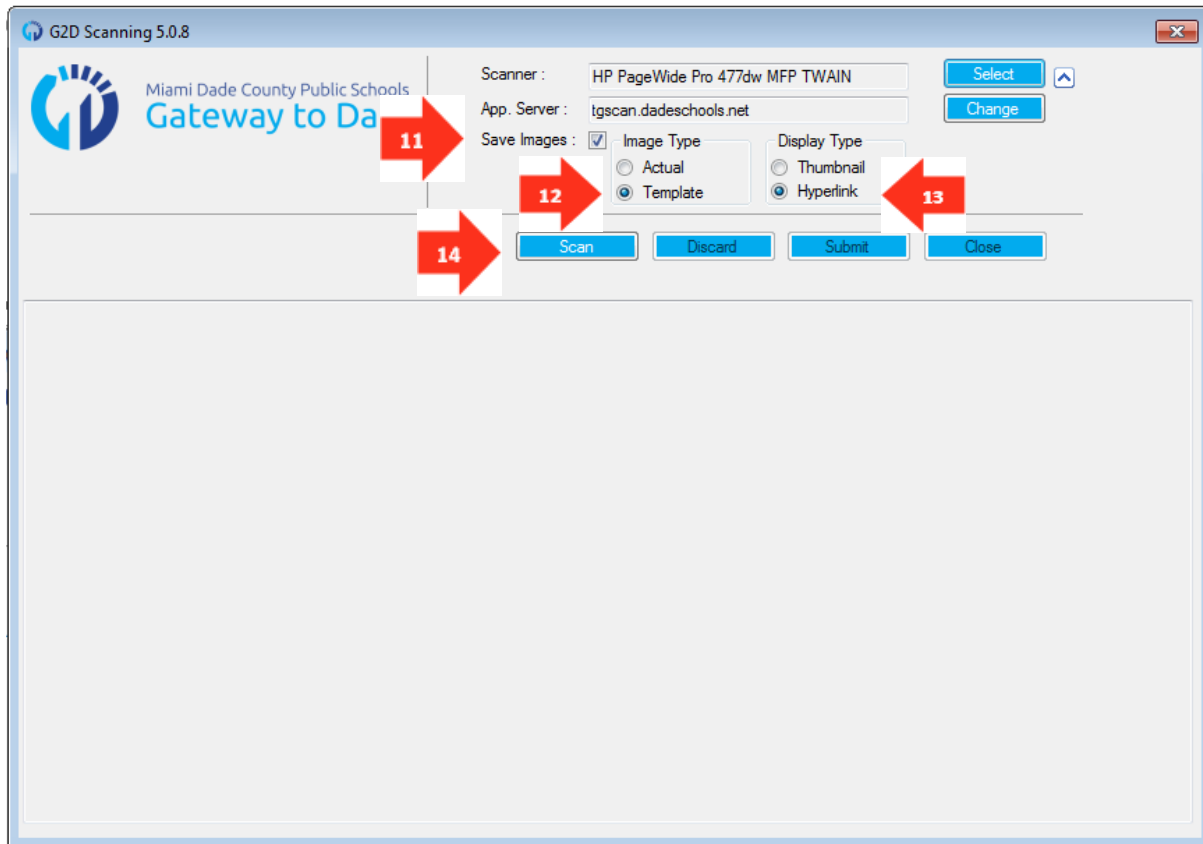 G2D Scanning 5.0.8
Miami Dade County Public Schools
Gateway to Da
Scanner : HP PageWide Pro 477dw MFP TWAIN Select
App. Server : tgscan.dadeschools.net Change
11 Save Images : Image Type Display Type
Actual Thumbnail
12 Template Hyperlink 13
14 Scan Discard Submit Close